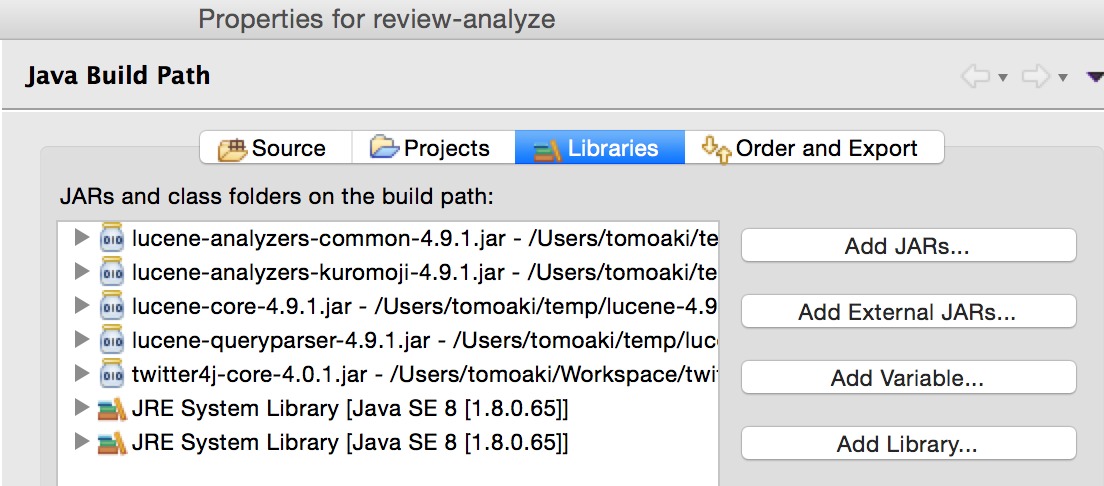 Properties for review-analyze
Java Build Path
Source Projects Libraries Order and Export
JARs and class folders on the build path:
lucene-analyzers-common-4.9.1.jar - /Users/tomoaki/te
lucene-analyzers-kuromoji-4.9.1.jar - /Users/tomoaki/te
lucene-core-4.9.1.jar - /Users/tomoaki/temp/lucene-4.9
lucene-queryparser-4.9.1.jar - /Users/tomoaki/temp/luc
twitter4j-core-4.0.1.jar - /Users/tomoaki/Workspace/twi
JRE System Library [Java SE 8 [1.8.0.65]]
JRE System Library [Java SE 8 [1.8.0.65]]
Add JARs...
Add External JARs...
Add Variable...
Add Library...